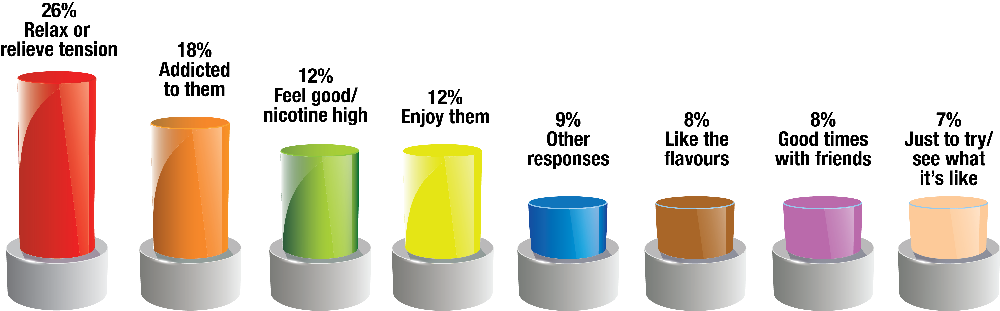 26%
Relax or
relieve tension
18%
Addicted
to them
12%
Feel good/
nicotine high
12%
Enjoy them
9%
Other
responses
8%
Like the
flavours
8%
Good times
with friends
7%
Just to try/
see what
it’s like